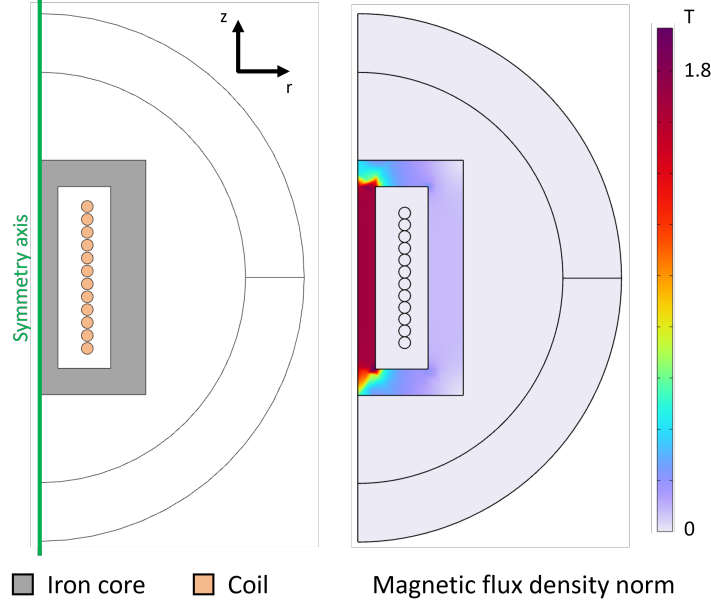 z
r
Symmetry axis
T
1.8
0
Iron core
Coil
Magnetic flux density norm